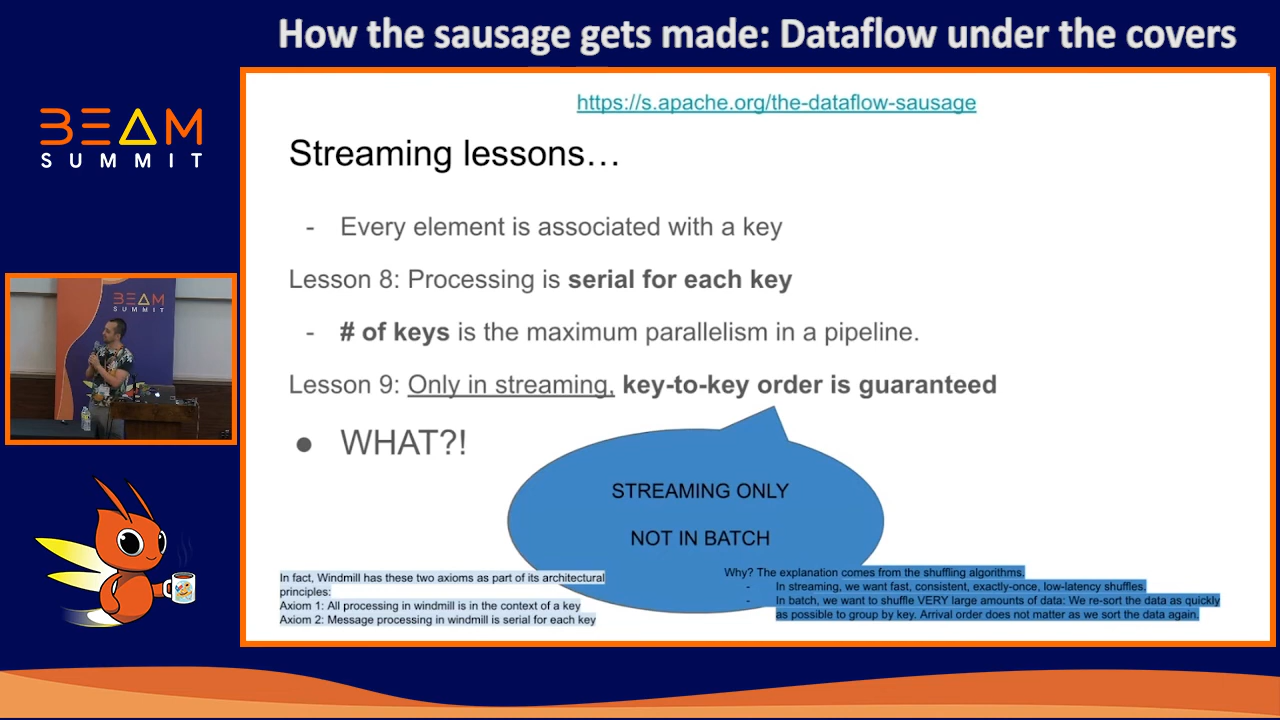 How the sausage gets made: Dataflow under the covers
BEAM
SUMMIT
https://s.apache.org/the-dataflow-sausage
Streaming lessons…
- Every element is associated with a key
Lesson 8: Processing is serial for each key
- # of keys is the maximum parallelism in a pipeline.
Lesson 9: Only in streaming, key-to-key order is guaranteed
● WHAT?!
STREAMING ONLY
NOT IN BATCH
In fact, Windmill has these two axioms as part of its architectural
principles:
Axiom 1: All processing in windmill is in the context of a key
Axiom 2: Message processing in windmill is serial for each key
Why? The explanation comes from the shuffling algorithms.
- In streaming, we want fast, consistent, exactly-once, low-latency shuffles.
- In batch, we want to shuffle VERY large amounts of data: We re-sort the data as quickly
as possible to group by key. Arrival order does not matter as we sort the data again.
BEAM
SUMMIT